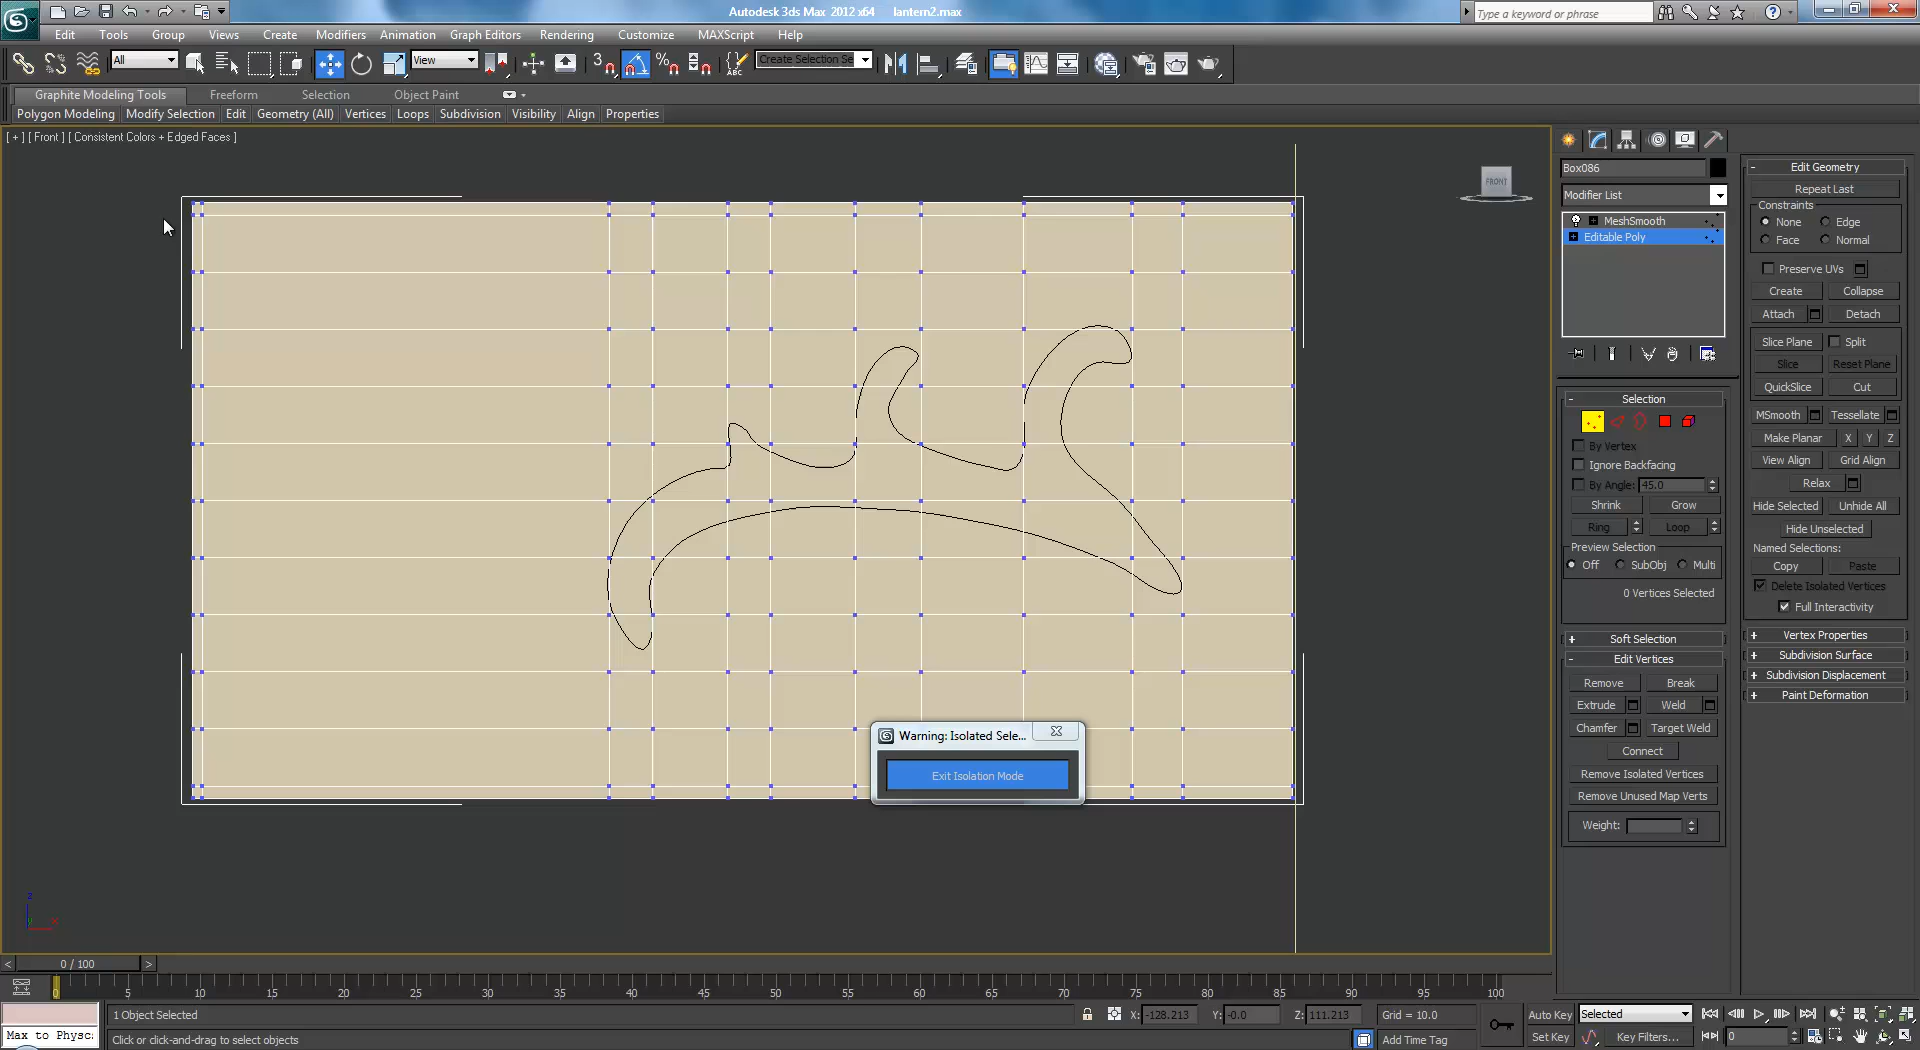 Autodesk 3ds Max 2012 x64 lantern2.max
Type a keyword or phrase
Edit Tools Group Views Create Modifiers Animation Graph Editors Rendering Customize MAXScript Help
All View Create Selection Se
Graphite Modeling Tools Freeform Selection Object Paint
Polygon Modeling Modify Selection Edit Geometry (All) Vertices Loops Subdivision Visibility Align Properties
[ + ] [ Front ] [ Consistent Colors + Edged Faces ]
FRONT
Warning: Isolated Sele...
Exit Isolation Mode
Box086
Modifier List
MeshSmooth
Editable Poly
Selection
By Vertex
Ignore Backfacing
By Angle: 45.0
Shrink Grow
Ring Loop
Preview Selection
Off SubObj Multi
0 Vertices Selected
Soft Selection
Edit Vertices
Remove Break
Extrude Weld
Chamfer Target Weld
Connect
Remove Isolated Vertices
Remove Unused Map Verts
Weight:
Edit Geometry
Repeat Last
Constraints
None Edge
Face Normal
Preserve UVs
Create Collapse
Attach Detach
Slice Plane Split
Slice Reset Plane
QuickSlice Cut
MSmooth Tessellate
Make Planar X Y Z
View Align Grid Align
Relax
Hide Selected Unhide All
Hide Unselected
Named Selections:
Copy Paste
Delete Isolated Vertices
Full Interactivity
Vertex Properties
Subdivision Surface
Subdivision Displacement
Paint Deformation
z
x
< 0 / 100 >
0 5 10 15 20 25 30 35 40 45 50 55 60 65 70 75 80 85 90 95 100
1 Object Selected X: -128.213 Y: -0.0 Z: 111.213 Grid = 10.0 Auto Key Selected
Max to Physc: Click or click-and-drag to select objects Add Time Tag Set Key Key Filters... 0